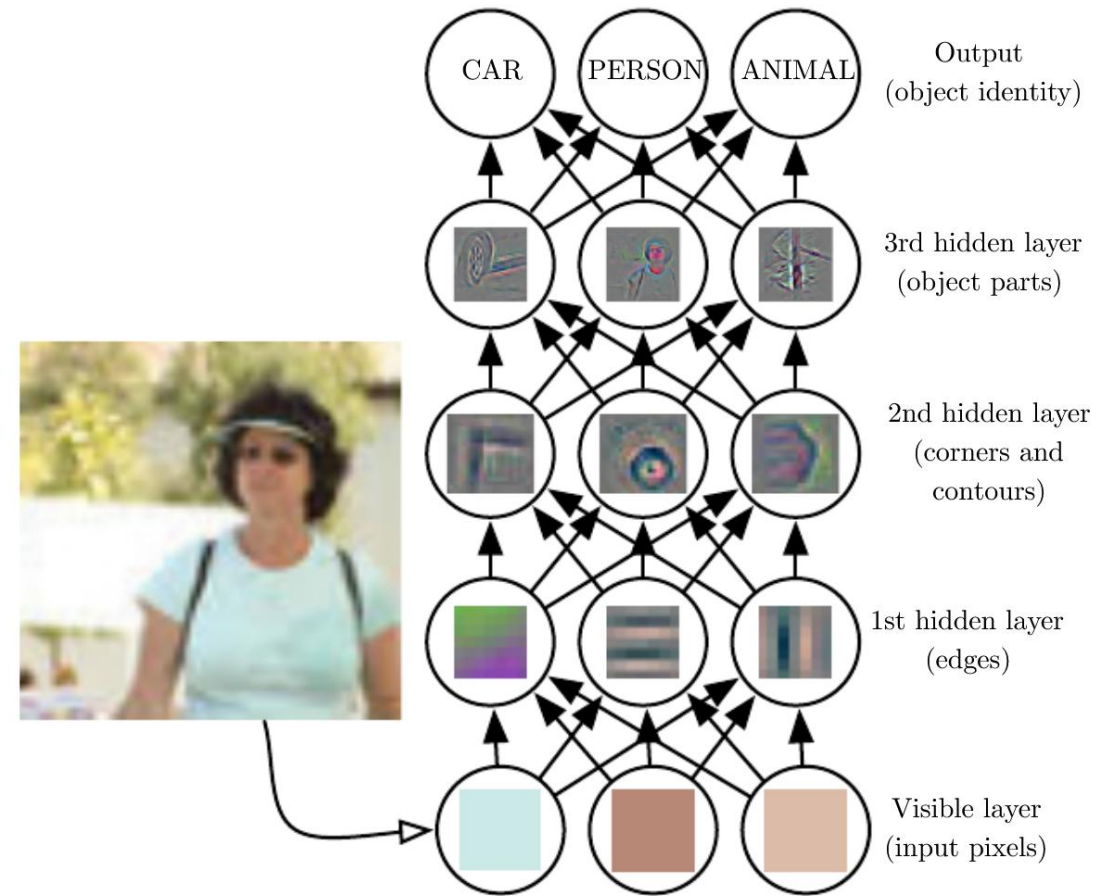 CAR PERSON ANIMAL
Output
(object identity)
3rd hidden layer
(object parts)
2nd hidden layer
(corners and
contours)
1st hidden layer
(edges)
Visible layer
(input pixels)